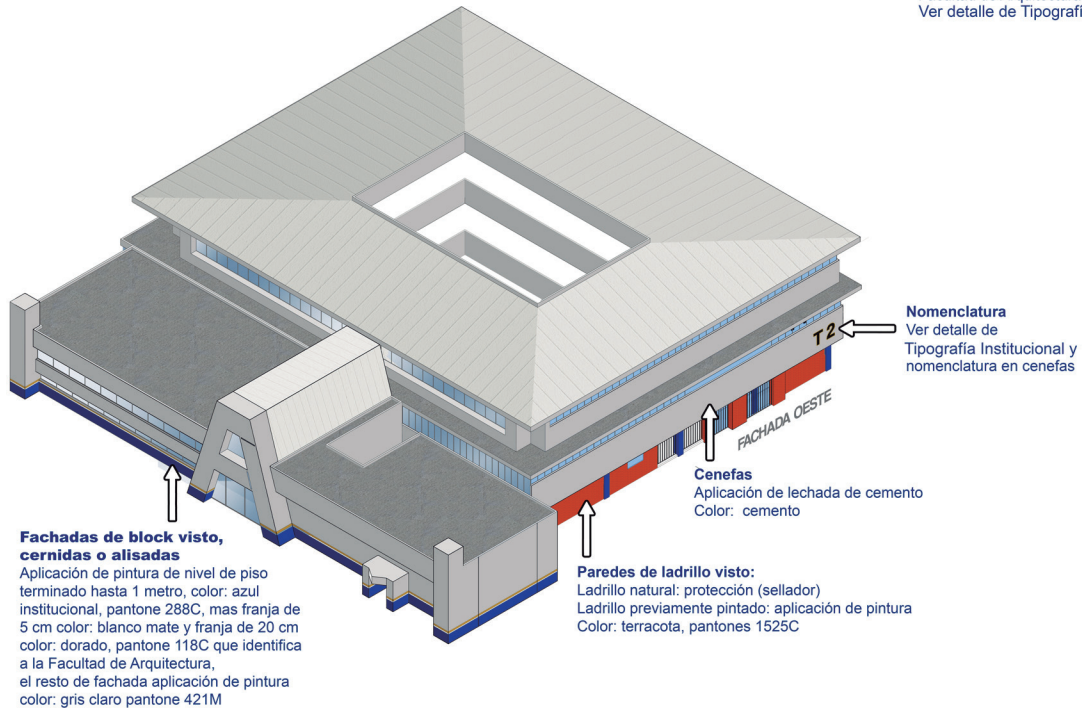 Ver detalle de Tipografí
Nomenclatura
Ver detalle de
Tipografía Institucional y
nomenclatura en cenefas
T2
FACHADA OESTE
Cenefas
Aplicación de lechada de cemento
Color: cemento
Paredes de ladrillo visto:
Ladrillo natural: protección (sellador)
Ladrillo previamente pintado: aplicación de pintura
Color: terracota, pantones 1525C
Fachadas de block visto,
cernidas o alisadas
Aplicación de pintura de nivel de piso
terminado hasta 1 metro, color: azul
institucional, pantone 288C, mas franja de
5 cm color: blanco mate y franja de 20 cm
color: dorado, pantone 118C que identifica
a la Facultad de Arquitectura,
el resto de fachada aplicación de pintura
color: gris claro pantone 421M